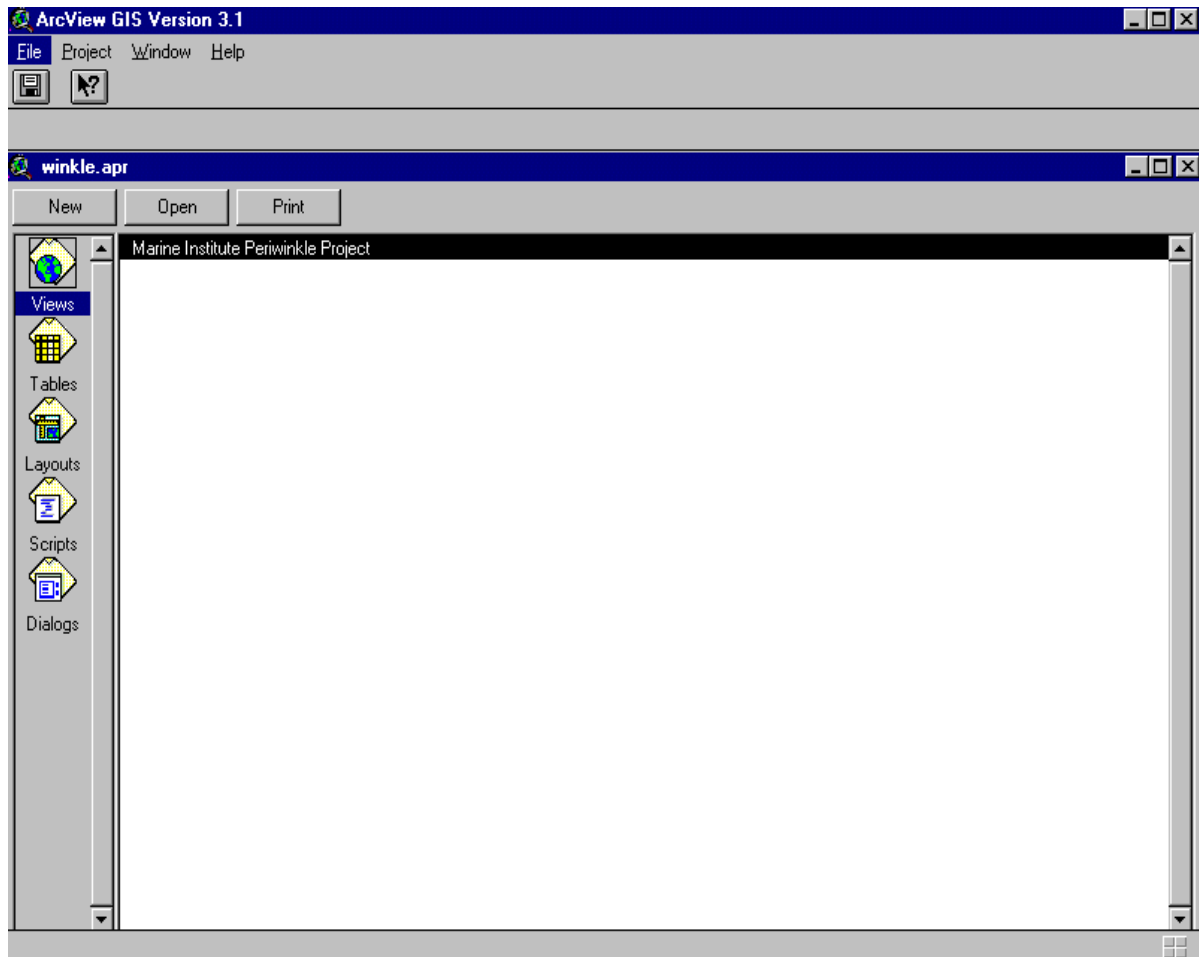 ArcView GIS Version 3.1
File Project Window Help
winkle.apr
New Open Print
Marine Institute Periwinkle Project
Views
Tables
Layouts
Scripts
Dialogs